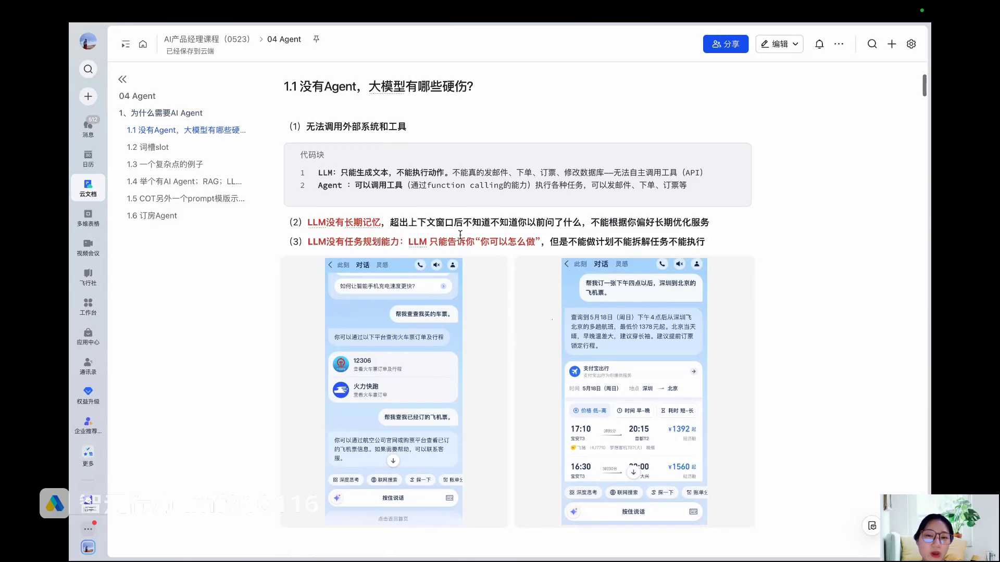 AI产品经理课程（0523）
04 Agent
已经保存到云端
分享
编辑
512
消息
30
日历
云文档
多维表格
视频会议
飞行社
工作台
应用中心
通讯录
权益升级
企业推荐...
更多
04 Agent
1、为什么需要AI Agent
1.1 没有Agent，大模型有哪些硬...
1.2 词槽slot
1.3 一个复杂点的例子
1.4 举个有AI Agent；RAG；LL...
1.5 COT另外一个prompt模版示...
1.6 订房Agent
1.1 没有Agent，大模型有哪些硬伤？
（1）无法调用外部系统和工具
代码块
1 LLM：只能生成文本，不能执行动作。不能真的发邮件、下单、订票、修改数据库——无法自主调用工具（API）
2 Agent ：可以调用工具（通过function calling的能力）执行各种任务，可以发邮件、下单、订票等
（2）LLM没有长期记忆，超出上下文窗口后不知道不知道你以前问了什么，不能根据你偏好长期优化服务
（3）LLM没有任务规划能力：LLM 只能告诉你“你可以怎么做”，但是不能做计划不能拆解任务不能执行
此刻 对话 灵感
如何让智能手机充电速度更快？
帮我查查我买的车票。
你可以通过以下平台查询火车票订单及行程
12306
查看火车票订单及行程
火力快跑
查看火车票订单
帮我查我已经订的飞机票。
你可以通过航空公司官网或购票平台查看已订
的飞机票信息。如果需要帮助，可以联系客
服。
深度思考 联网搜索 探一下 账单分
按住说话
点击返回首页
此刻 对话 灵感
帮我订一张下午四点以后，深圳到北京的
飞机票。
查询到5月18日（周日）下午4点后从深圳飞
北京的多趟航班，最低价1378元起。北京当天
晴，早晚温差大，建议穿长袖。建议提前订票
锁定行程。
支付宝出行
支付宝出行为你提供服务
时间 5月18日（周日） 地点 深圳 北京
价格 低-高 时间 早-晚 耗时 短-长
17:10 3时5分 20:15 ¥1392 起
宝安T3 首都T2 经济舱
飞猪 HU7710 梦想客机787(大) 晚餐
16:30 3时30分 :00 ¥1560 起
宝安T3 大兴 经济舱
深度思考 联网搜索 探一下 账单分
按住说话